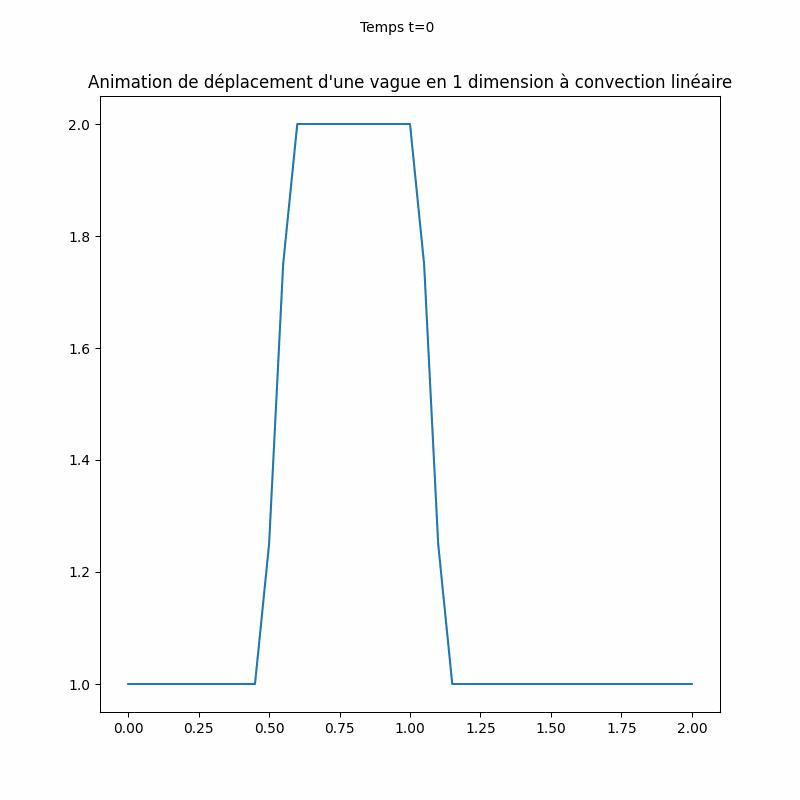 Temps t=0
Animation de déplacement d'une vague en 1 dimension à convection linéaire
2.0
1.8
1.6
1.4
1.2
1.0
0.00 0.25 0.50 0.75 1.00 1.25 1.50 1.75 2.00